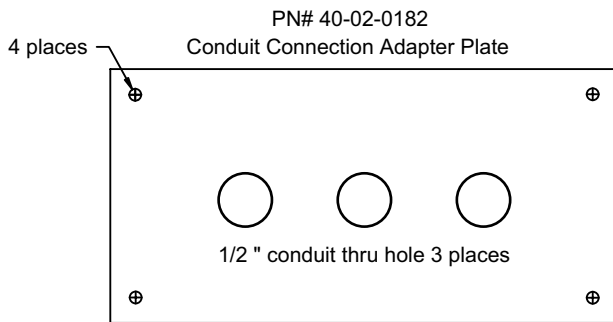 PN# 40-02-0182
4 places
Conduit Connection Adapter Plate
1/2 " conduit thru hole 3 places